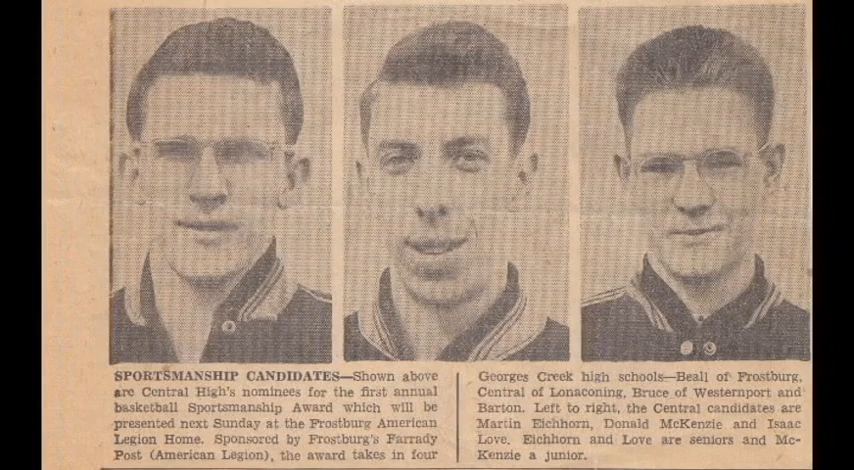 SPORTSMANSHIP CANDIDATES—Shown above
are Central High's nominees for the first annual
basketball Sportsmanship Award which will be
presented next Sunday at the Frostburg American
Legion Home. Sponsored by Frostburg's Farrady
Post (American Legion), the award takes in four
Georges Creek high schools—Beall of Frostburg,
Central of Lonaconing, Bruce of Westernport and
Barton. Left to right, the Central candidates are
Martin Eichhorn, Donald McKenzie and Isaac
Love. Eichhorn and Love are seniors and Mc-
Kenzie a junior.